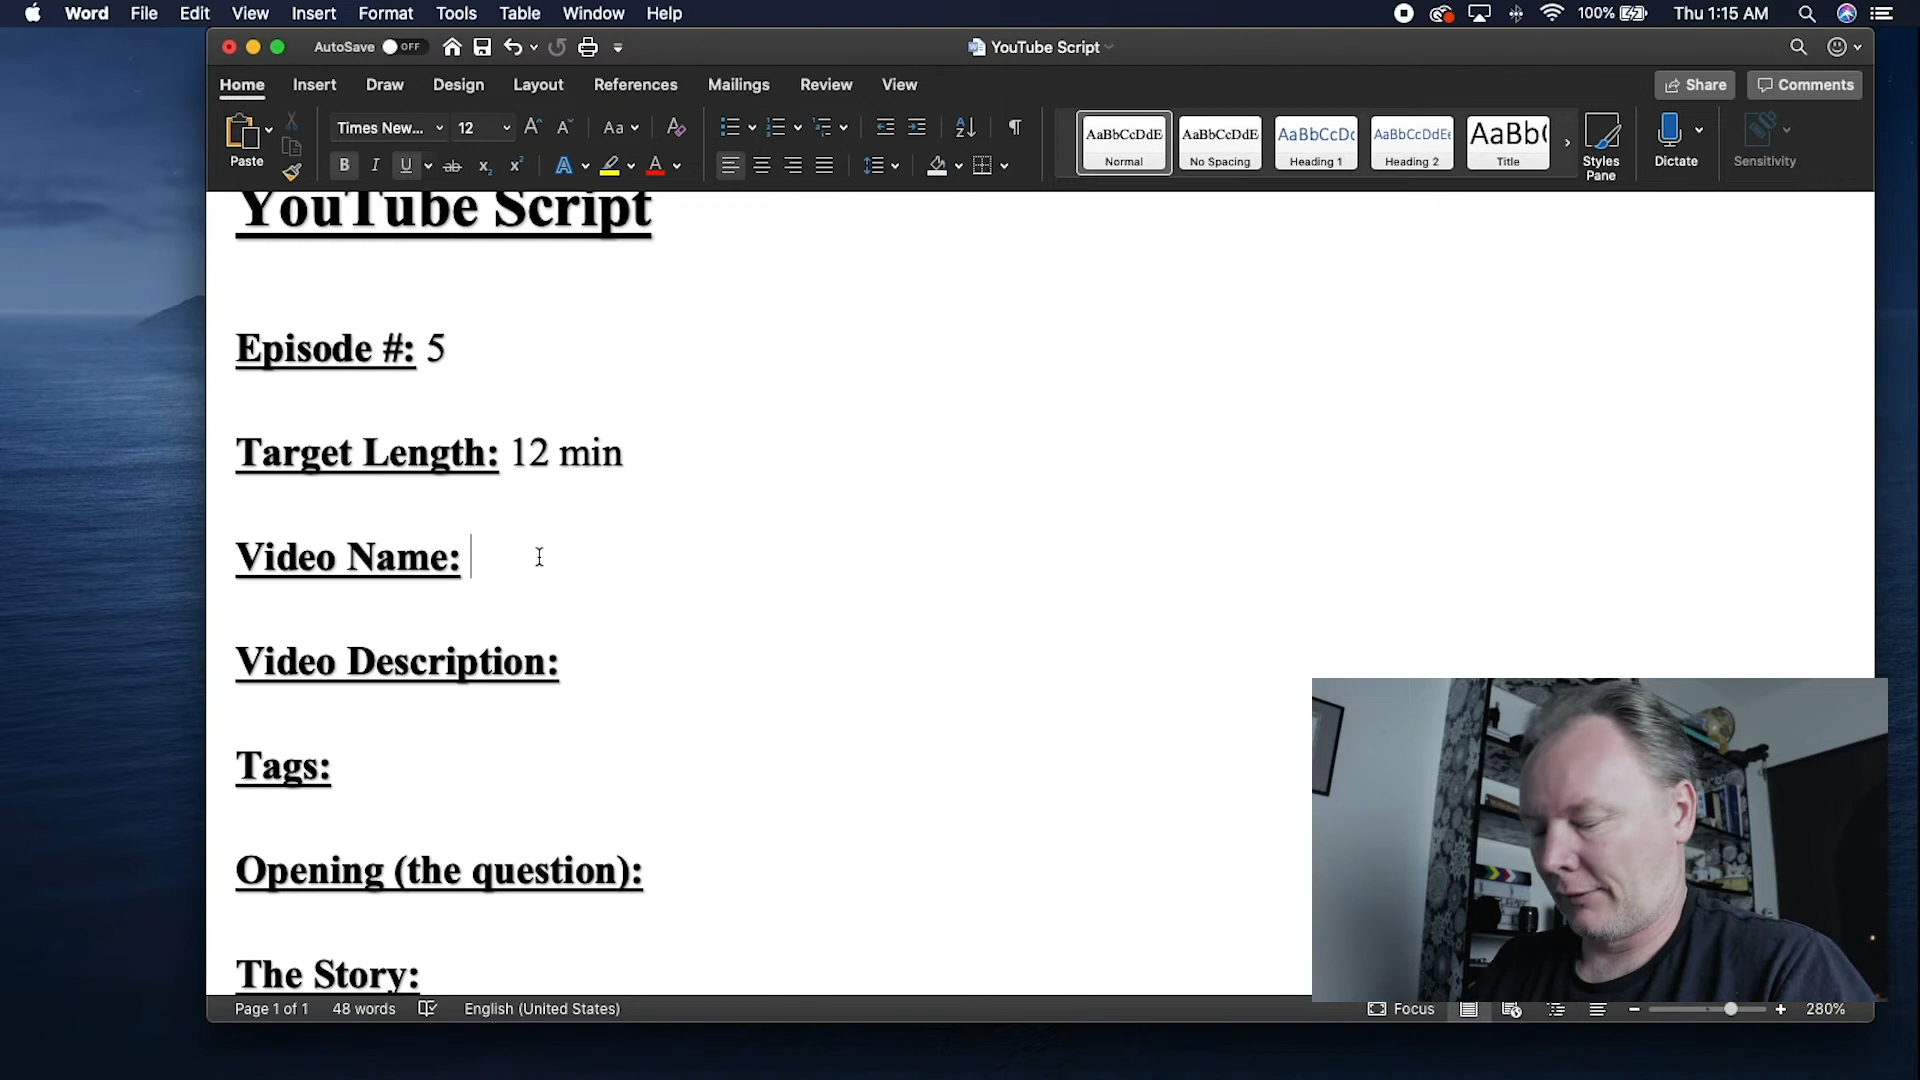 Word File Edit View Insert Format Tools Table Window Help 100% Thu 1:15 AM
AutoSave OFF YouTube Script
Home Insert Draw Design Layout References Mailings Review View Share Comments
Paste Times New... 12 Aa AaBbCcDdE Normal AaBbCcDdE No Spacing AaBbCcDc Heading 1 AaBbCcDdEe Heading 2 AaBb( Title Styles Pane Dictate Sensitivity
YouTube Script
Episode #: 5
Target Length: 12 min
Video Name:
Video Description:
Tags:
Opening (the question):
The Story:
Page 1 of 1 48 words English (United States) Focus 280%